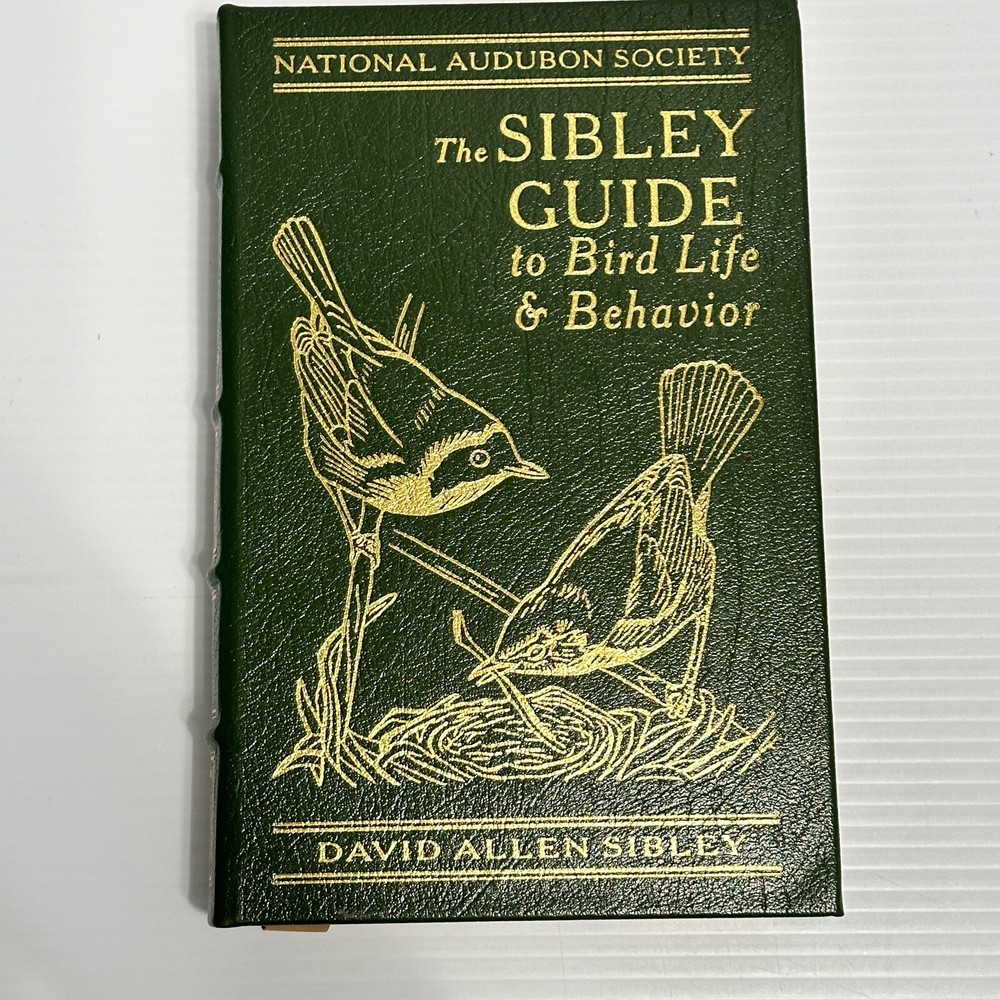 NATIONAL AUDUBON SOCIETY
The SIBLEY
GUIDE
to Bird Life
& Behavior
DAVID ALLEN SIBLEY